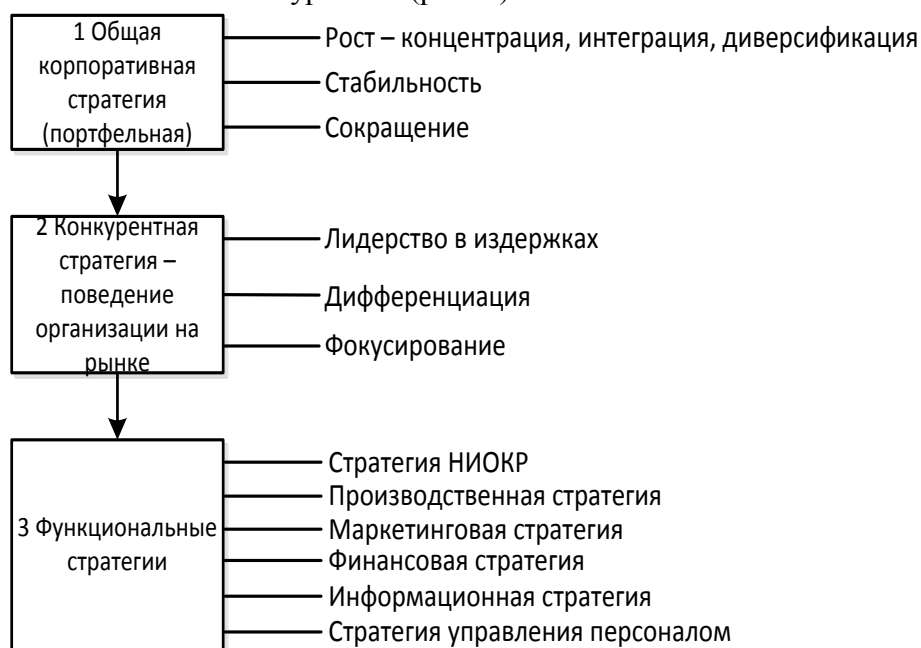 1 Общая
корпоративная
стратегия
(портфельная)
Рост – концентрация, интеграция, диверсификация
Стабильность
Сокращение
2 Конкурентная
стратегия –
поведение
организации на
рынке
Лидерство в издержках
Дифференциация
Фокусирование
3 Функциональные
стратегии
Стратегия НИОКР
Производственная стратегия
Маркетинговая стратегия
Финансовая стратегия
Информационная стратегия
Стратегия управления персоналом